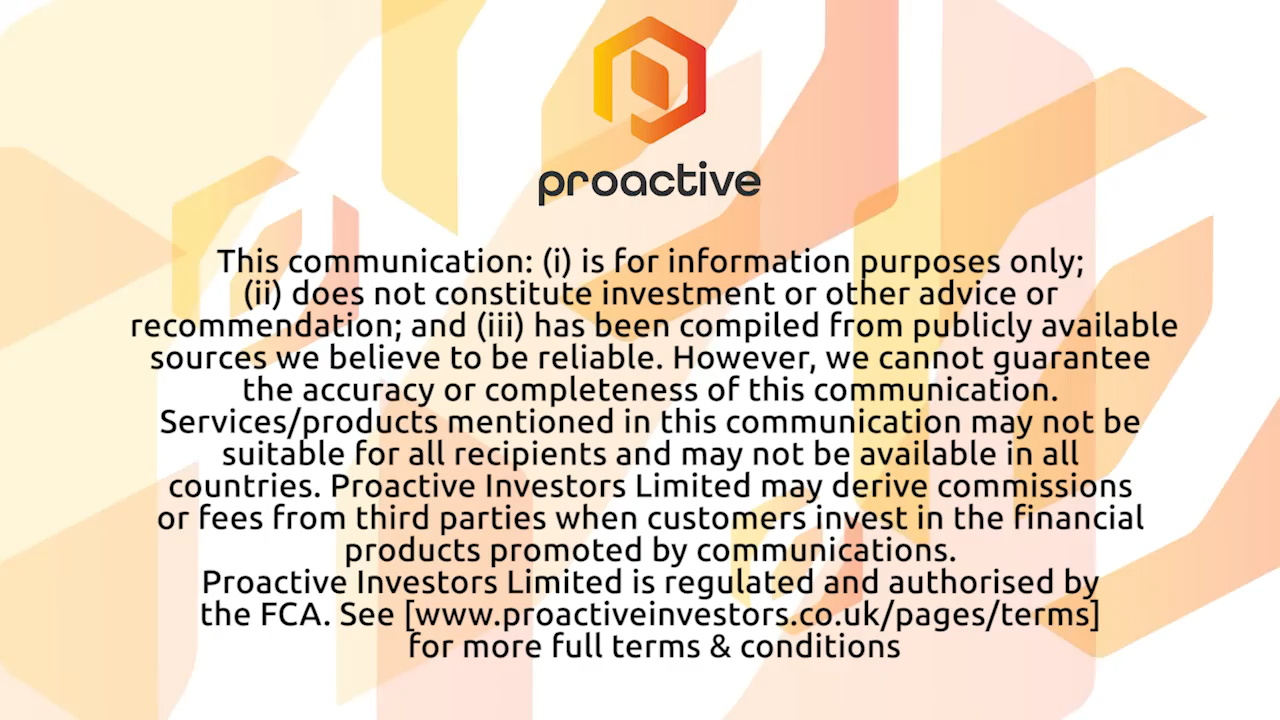 proactive
This communication: (i) is for information purposes only;
(ii) does not constitute investment or other advice or
recommendation; and (iii) has been compiled from publicly available
sources we believe to be reliable. However, we cannot guarantee
the accuracy or completeness of this communication.
Services/products mentioned in this communication may not be
suitable for all recipients and may not be available in all
countries. Proactive Investors Limited may derive commissions
or fees from third parties when customers invest in the financial
products promoted by communications.
Proactive Investors Limited is regulated and authorised by
the FCA. See [www.proactiveinvestors.co.uk/pages/terms]
for more full terms & conditions